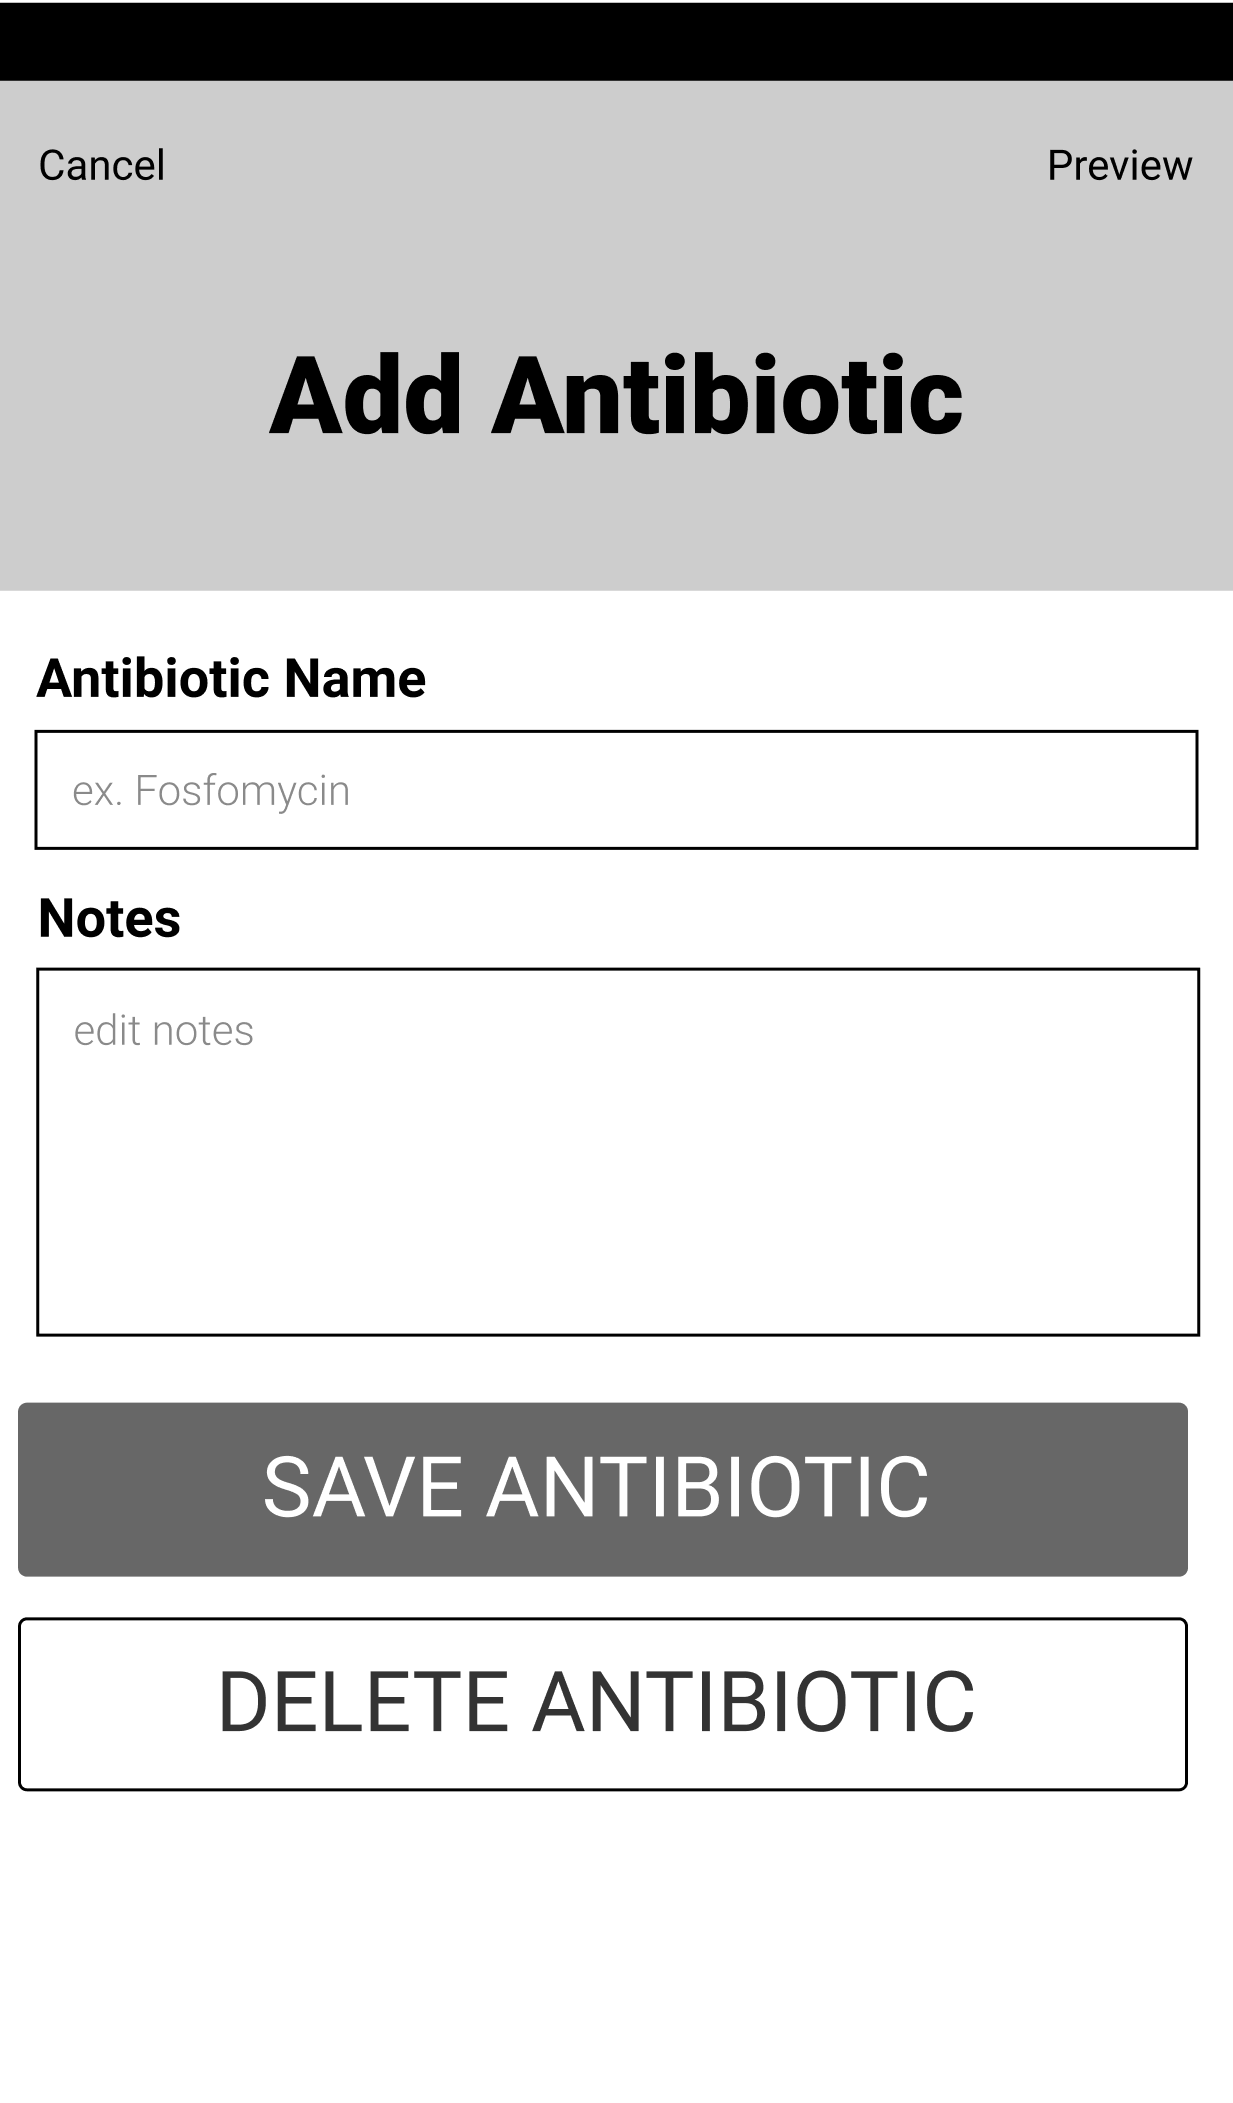 Cancel
Preview
Add Antibiotic
Antibiotic Name
ex. Fosfomycin
Notes
edit notes
SAVE ANTIBIOTIC
DELETE ANTIBIOTIC